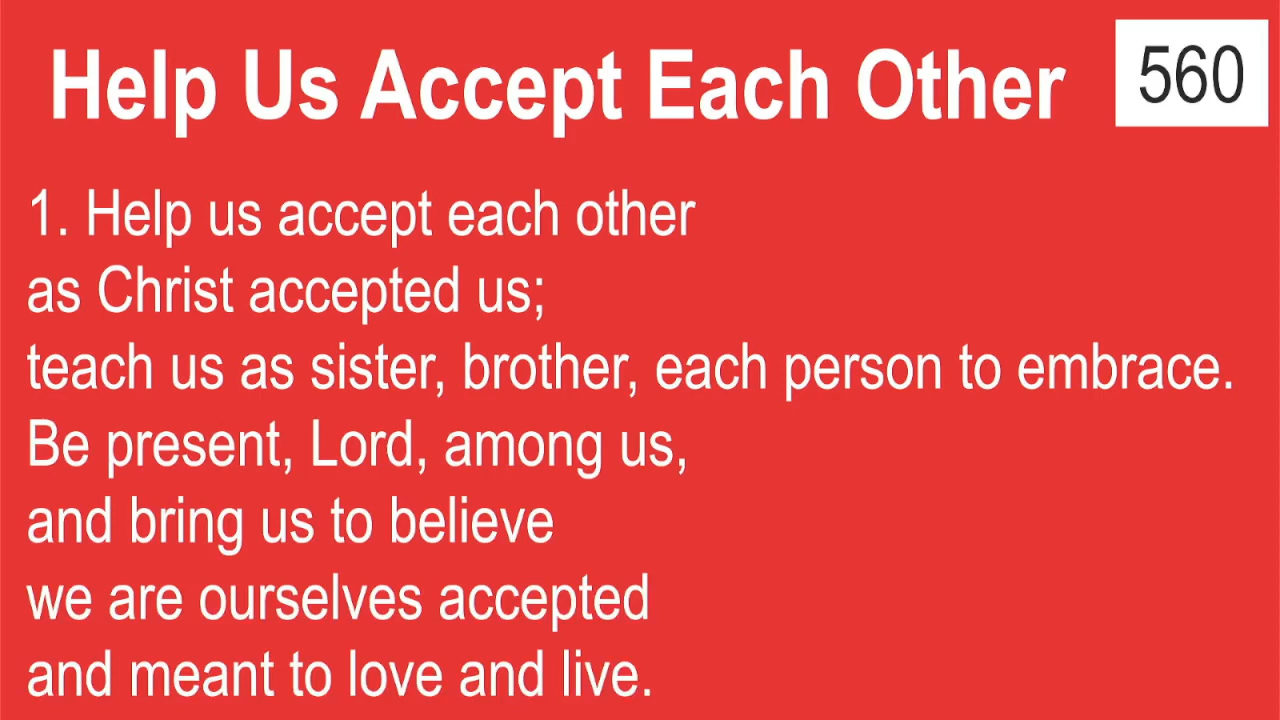 Help Us Accept Each Other 560
1. Help us accept each other
as Christ accepted us;
teach us as sister, brother, each person to embrace.
Be present, Lord, among us,
and bring us to believe
we are ourselves accepted
and meant to love and live.